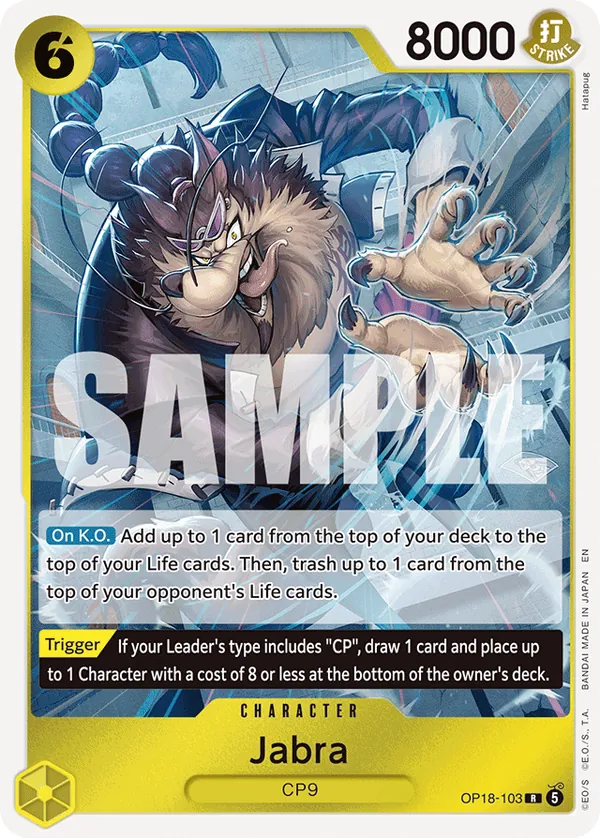 6
8000
打
STRIKE
Hatapug
SAMPLE
On K.O. Add up to 1 card from the top of your deck to the
top of your Life cards. Then, trash up to 1 card from the
top of your opponent's Life cards.
Trigger If your Leader's type includes "CP", draw 1 card and place up
to 1 Character with a cost of 8 or less at the bottom of the owner's deck.
CHARACTER
Jabra
CP9
OP18-103 R 5
©EO/S ©E.O./S., T.A. BANDAI MADE IN JAPAN EN